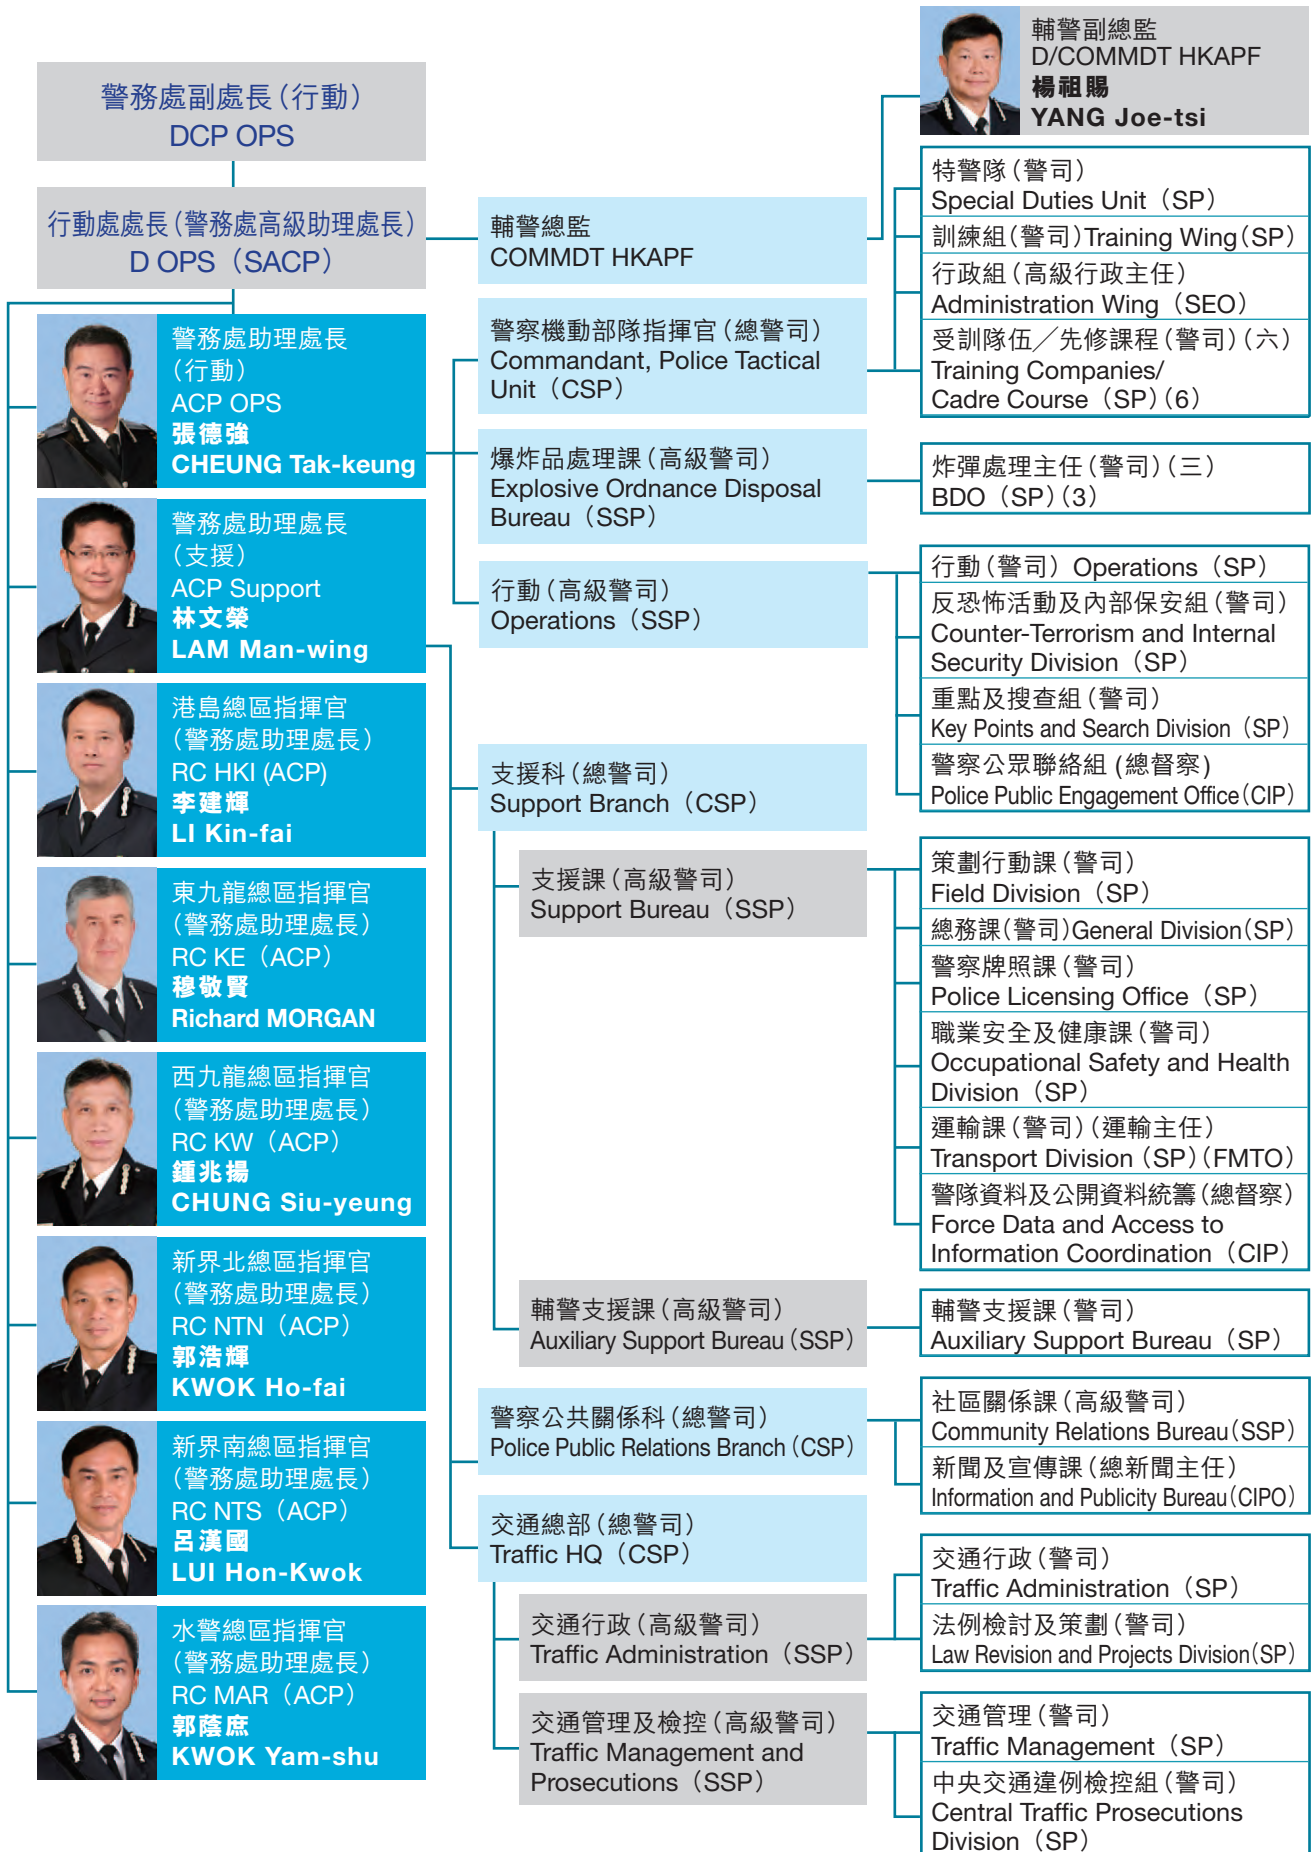 警務處副處長（行動）
DCP OPS
行動處處長（警務處高級助理處長）
D OPS（SACP）
警務處助理處長
（行動）
ACP OPS
張德強
CHEUNG Tak-keung
警務處助理處長
（支援）
ACP Support
林文榮
LAM Man-wing
港島總區指揮官
（警務處助理處長）
RC HKI (ACP)
李建輝
LI Kin-fai
東九龍總區指揮官
（警務處助理處長）
RC KE（ACP）
穆敬賢
Richard MORGAN
西九龍總區指揮官
（警務處助理處長）
RC KW（ACP）
鍾兆揚
CHUNG Siu-yeung
新界北總區指揮官
（警務處助理處長）
RC NTN（ACP）
郭浩輝
KWOK Ho-fai
新界南總區指揮官
（警務處助理處長）
RC NTS（ACP）
呂漢國
LUI Hon-Kwok
水警總區指揮官
（警務處助理處長）
RC MAR（ACP）
郭蔭庶
KWOK Yam-shu
輔警總監
COMMDT HKAPF
警察機動部隊指揮官（總警司）
Commandant, Police Tactical
Unit（CSP）
爆炸品處理課（高級警司）
Explosive Ordnance Disposal
Bureau（SSP）
行動（高級警司）
Operations（SSP）
支援科（總警司）
Support Branch（CSP）
支援課（高級警司）
Support Bureau（SSP）
輔警支援課（高級警司）
Auxiliary Support Bureau（SSP）
警察公共關係科（總警司）
Police Public Relations Branch（CSP）
交通總部（總警司）
Traffic HQ（CSP）
交通行政（高級警司）
Traffic Administration（SSP）
交通管理及檢控（高級警司）
Traffic Management and
Prosecutions（SSP）
輔警副總監
D/COMMDT HKAPF
楊祖賜
YANG Joe-tsi
特警隊（警司）
Special Duties Unit（SP）
訓練組（警司）Training Wing（SP）
行政組（高級行政主任）
Administration Wing（SEO）
受訓隊伍／先修課程（警司）（六）
Training Companies/
Cadre Course（SP）（6）
炸彈處理主任（警司）（三）
BDO（SP）（3）
行動（警司）Operations（SP）
反恐怖活動及內部保安組（警司）
Counter-Terrorism and Internal
Security Division（SP）
重點及搜查組（警司）
Key Points and Search Division（SP）
警察公眾聯絡組 (總督察)
Police Public Engagement Office（CIP）
策劃行動課（警司）
Field Division（SP）
總務課（警司）General Division（SP）
警察牌照課（警司）
Police Licensing Office（SP）
職業安全及健康課（警司）
Occupational Safety and Health
Division（SP）
運輸課（警司）（運輸主任）
Transport Division（SP）（FMTO）
警隊資料及公開資料統籌（總督察）
Force Data and Access to
Information Coordination（CIP）
輔警支援課（警司）
Auxiliary Support Bureau（SP）
社區關係課（高級警司）
Community Relations Bureau（SSP）
新聞及宣傳課（總新聞主任）
Information and Publicity Bureau（CIPO）
交通行政（警司）
Traffic Administration（SP）
法例檢討及策劃（警司）
Law Revision and Projects Division（SP）
交通管理（警司）
Traffic Management（SP）
中央交通違例檢控組（警司）
Central Traffic Prosecutions
Division（SP）